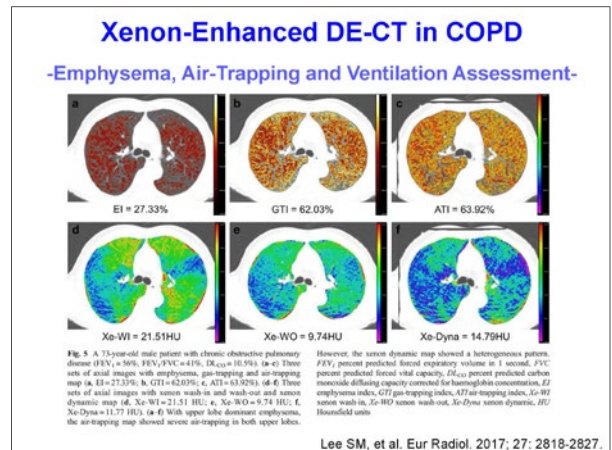 Xenon-Enhanced DE-CT in COPD
-Emphysema, Air-Trapping and Ventilation Assessment-
a
b
c
EI = 27.33%
GTI = 62.03%
ATI = 63.92%
d
e
f
Xe-WI = 21.51HU
Xe-WO = 9.74HU
Xe-Dyna = 14.79HU
Fig. 5 A 73-year-old male patient with chronic obstructive pulmonary
disease (FEV₁ = 56%, FEV₁/FVC = 41%, DLCO = 10.5%). (a-c) Three
sets of axial images with emphysema, gas-trapping and air-trapping
map (a, EI = 27.33%; b, GTI = 62.03%; c, ATI = 63.92%). (d-f) Three
sets of axial images with xenon wash-in and wash-out and xenon
dynamic map (d, Xe-WI = 21.51 HU; e, Xe-WO = 9.74 HU; f,
Xe-Dyna = 11.77 HU). (a-f) With upper lobe dominant emphysema,
the air-trapping map showed severe air-trapping in both upper lobes.
However, the xenon dynamic map showed a heterogeneous pattern.
FEV₁ percent predicted forced expiratory volume in 1 second, FVC
percent predicted forced vital capacity, DLCO percent predicted carbon
monoxide diffusing capacity corrected for haemoglobin concentration, EI
emphysema index, GTI gas-trapping index, ATI air-trapping index, Xe-WI
xenon wash-in, Xe-WO xenon wash-out, Xe-Dyna xenon dynamic, HU
Hounsfield units
Lee SM, et al. Eur Radiol. 2017; 27: 2818-2827.